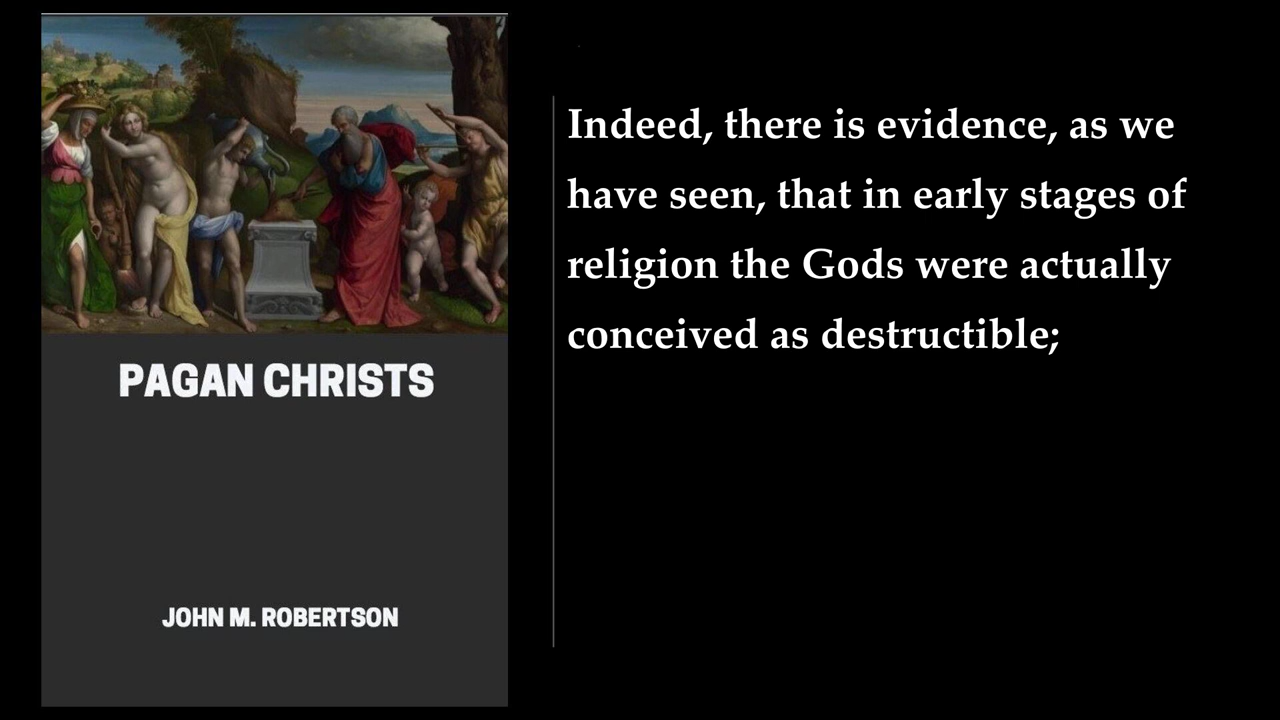 PAGAN CHRISTS
JOHN M. ROBERTSON
Indeed, there is evidence, as we
have seen, that in early stages of
religion the Gods were actually
conceived as destructible;